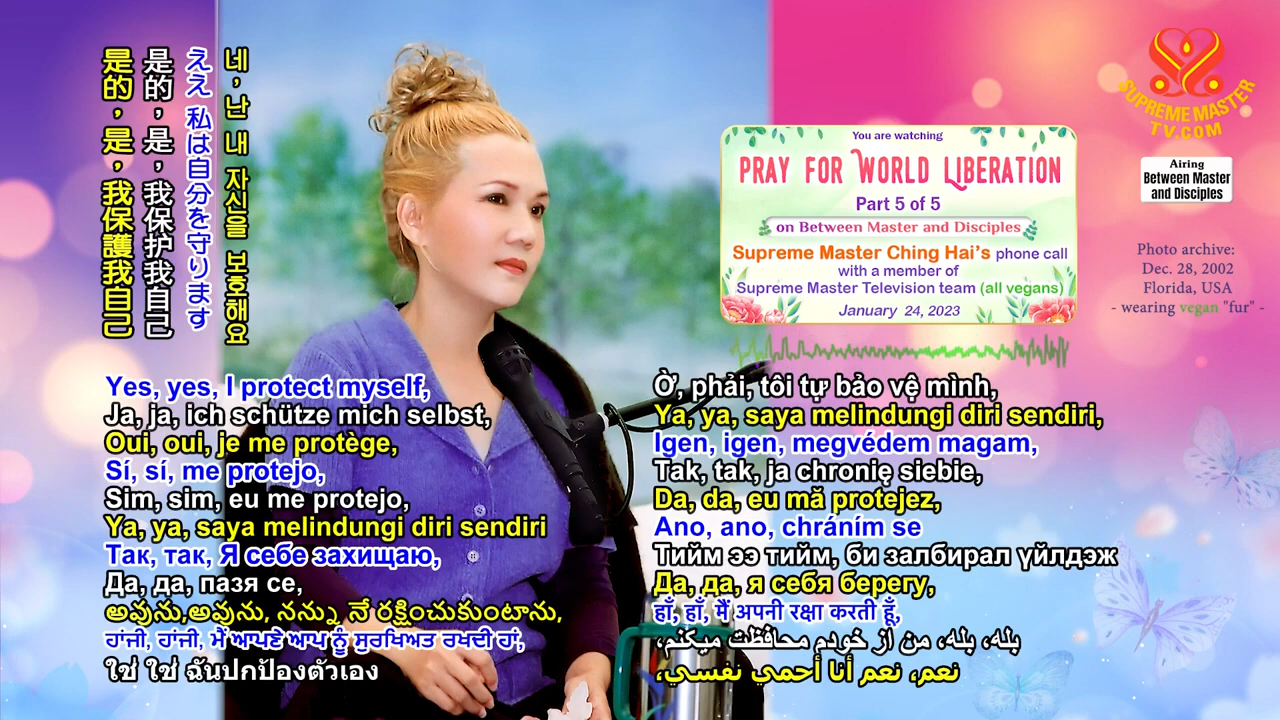 是的，是，我保護我自己
是的，是，我保护我自己
ええ 私は自分を守ります
네, 난 내 자신을 보호해요
SUPREME MASTER
TV.COM
You are watching
PRAY FOR WORLD LIBERATION
Part 5 of 5
on Between Master and Disciples
Supreme Master Ching Hai's phone call
with a member of
Supreme Master Television team (all vegans)
January 24, 2023
Airing
Between Master
and Disciples
Photo archive:
Dec. 28, 2002
Florida, USA
- wearing vegan "fur" -
Yes, yes, I protect myself,
Ja, ja, ich schütze mich selbst,
Oui, oui, je me protège,
Sí, sí, me protejo,
Sim, sim, eu me protejo,
Ya, ya, saya melindungi diri sendiri
Так, так, Я себе захищаю,
Да, да, пазя се,
అవును,అవును, నన్ను నే రక్షించుకుంటాను,
ਹਾਂਜੀ, ਹਾਂਜੀ, ਮੈਂ ਆਪਣੇ ਆਪ ਨੂੰ ਸੁਰਖਿਅਤ ਰਖਦੀ ਹਾਂ,
ใช่ ใช่ ฉันปกป้องตัวเอง
Ờ, phải, tôi tự bảo vệ mình,
Ya, ya, saya melindungi diri sendiri,
Igen, igen, megvédem magam,
Tak, tak, ja chronię siebie,
Da, da, eu mă protejez,
Ano, ano, chráním se
Тийм ээ тийм, би залбирал үйлдэж
Да, да, я себя берегу,
हाँ, हाँ, मैं अपनी रक्षा करती हूँ,
بله، بله، من از خودم محافظت میکنم،
نعم، نعم أنا أحمي نفسي،